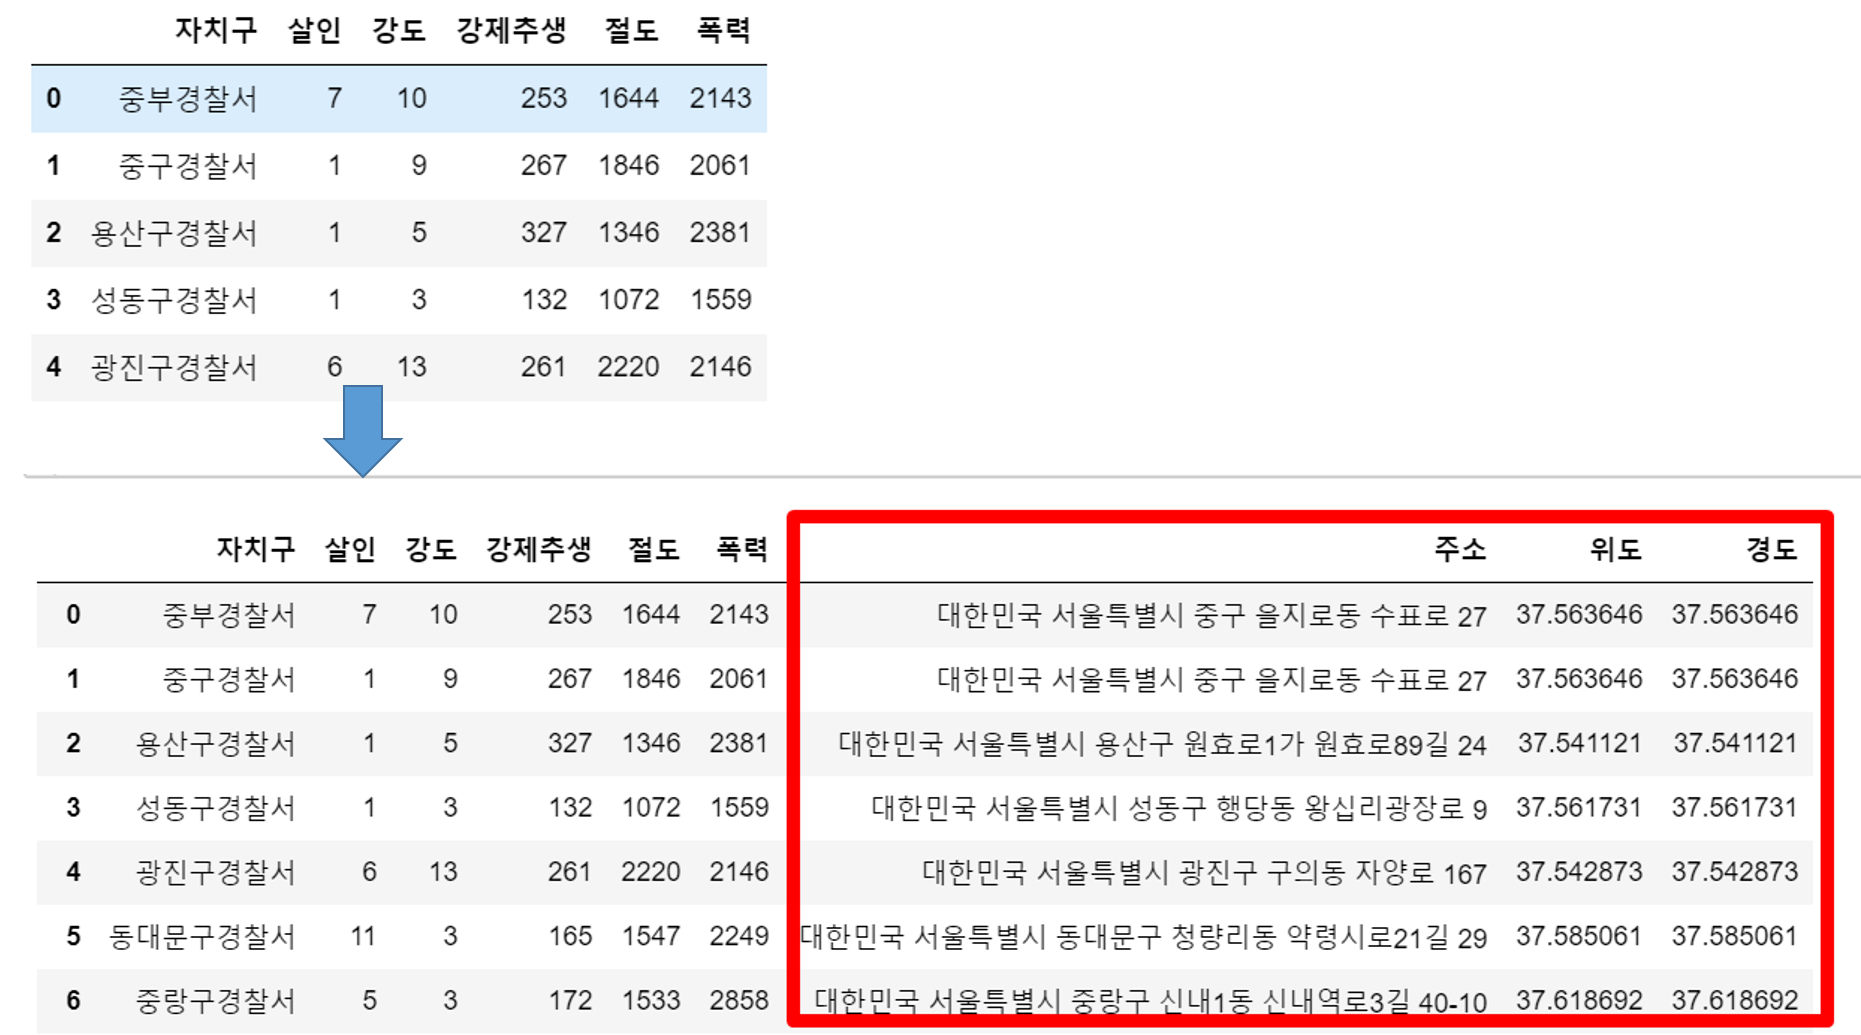 자치구 살인 강도 강제추생 절도 폭력
0 중부경찰서 7 10 253 1644 2143
1 중구경찰서 1 9 267 1846 2061
2 용산구경찰서 1 5 327 1346 2381
3 성동구경찰서 1 3 132 1072 1559
4 광진구경찰서 6 13 261 2220 2146
자치구 살인 강도 강제추생 절도 폭력 주소 위도 경도
0 중부경찰서 7 10 253 1644 2143 대한민국 서울특별시 중구 을지로동 수표로 27 37.563646 37.563646
1 중구경찰서 1 9 267 1846 2061 대한민국 서울특별시 중구 을지로동 수표로 27 37.563646 37.563646
2 용산구경찰서 1 5 327 1346 2381 대한민국 서울특별시 용산구 원효로1가 원효로89길 24 37.541121 37.541121
3 성동구경찰서 1 3 132 1072 1559 대한민국 서울특별시 성동구 행당동 왕십리광장로 9 37.561731 37.561731
4 광진구경찰서 6 13 261 2220 2146 대한민국 서울특별시 광진구 구의동 자양로 167 37.542873 37.542873
5 동대문구경찰서 11 3 165 1547 2249 대한민국 서울특별시 동대문구 청량리동 약령시로21길 29 37.585061 37.585061
6 중랑구경찰서 5 3 172 1533 2858 대한민국 서울특별시 중랑구 신내1동 신내역로3길 40-10 37.618692 37.618692